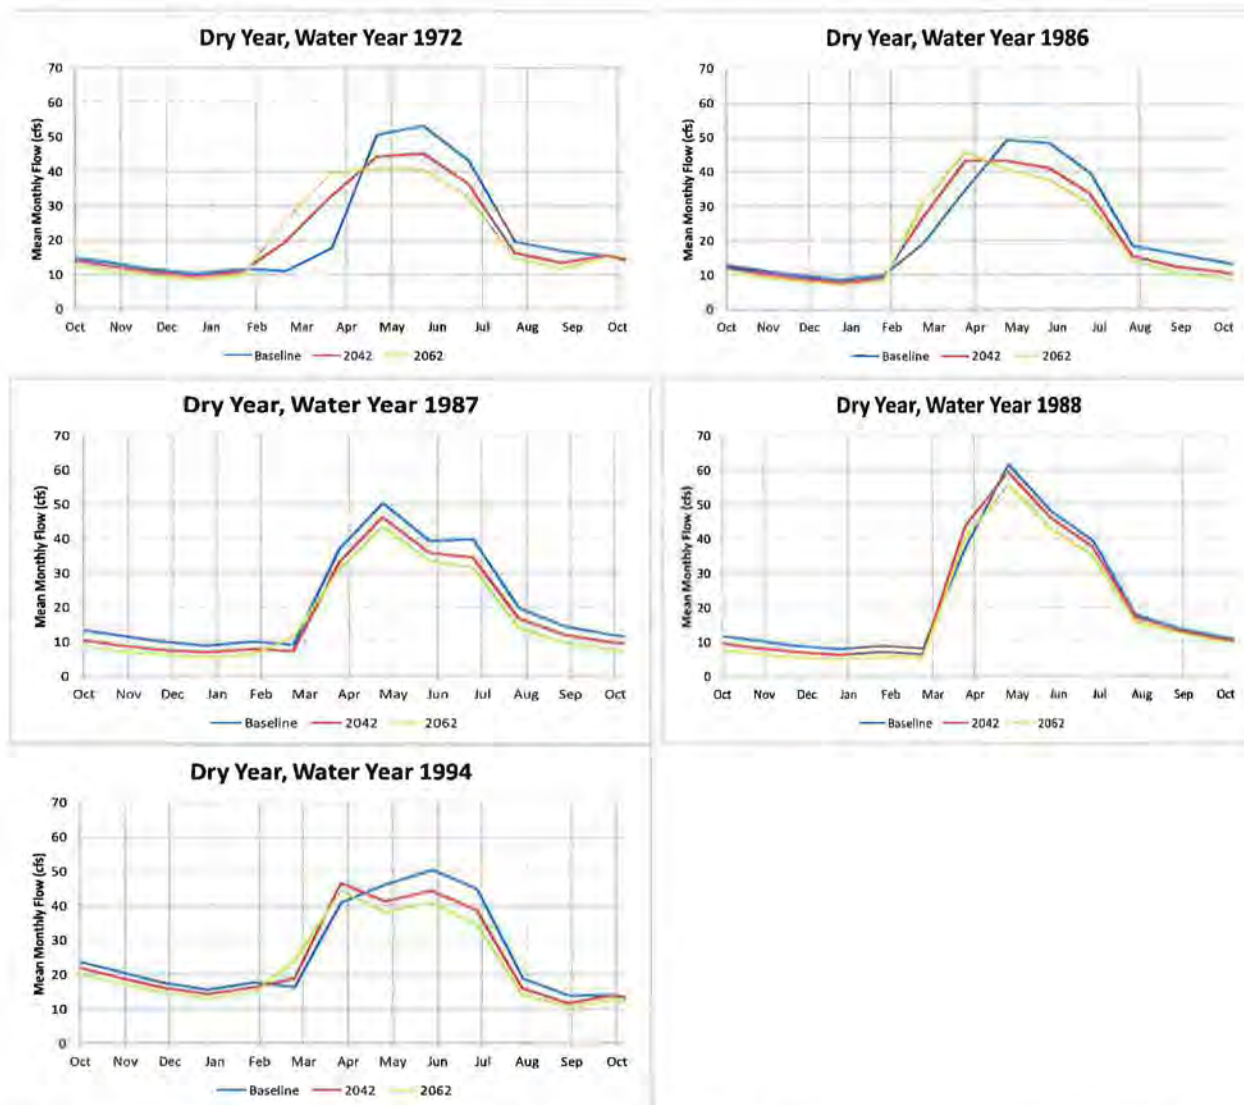 Dry Year, Water Year 1972
Mean Monthly Flow (cfs)
70
60
50
40
30
20
10
0
Oct Nov Dec Jan Feb Mar Apr May Jun Jul Aug Sep Oct
Baseline 2042 2062
Dry Year, Water Year 1986
Mean Monthly Flow (cfs)
70
60
50
40
30
20
10
0
Oct Nov Dec Jan Feb Mar Apr May Jun Jul Aug Sep Oct
Baseline 2042 2062
Dry Year, Water Year 1987
Mean Monthly Flow (cfs)
70
60
50
40
30
20
10
0
Oct Nov Dec Jan Feb Mar Apr May Jun Jul Aug Sep Oct
Baseline 2042 2062
Dry Year, Water Year 1988
Mean Monthly Flow (cfs)
70
60
50
40
30
20
10
0
Oct Nov Dec Jan Feb Mar Apr May Jun Jul Aug Sep Oct
Baseline 2042 2062
Dry Year, Water Year 1994
Mean Monthly Flow (cfs)
70
60
50
40
30
20
10
0
Oct Nov Dec Jan Feb Mar Apr May Jun Jul Aug Sep Oct
Baseline 2042 2062